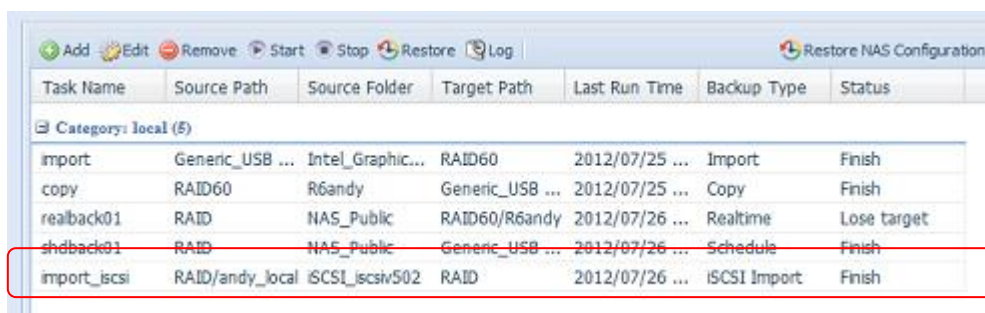 Add Edit Remove Start Stop Restore Log Restore NAS Configuration
Task Name Source Path Source Folder Target Path Last Run Time Backup Type Status
Category: local (5)
import Generic_USB ... Intel_Graphic... RAID60 2012/07/25 ... Import Finish
copy RAID60 R6andy Generic_USB ... 2012/07/25 ... Copy Finish
realback01 RAID NAS_Public RAID60/R6andy 2012/07/26 ... Realtime Lose target
shdback01 RAID NAS_Public Generic_USB ... 2012/07/26 ... Schedule Finish
import_iscsi RAID/andy_local iSCSI_iscsiv502 RAID 2012/07/26 ... iSCSI Import Finish